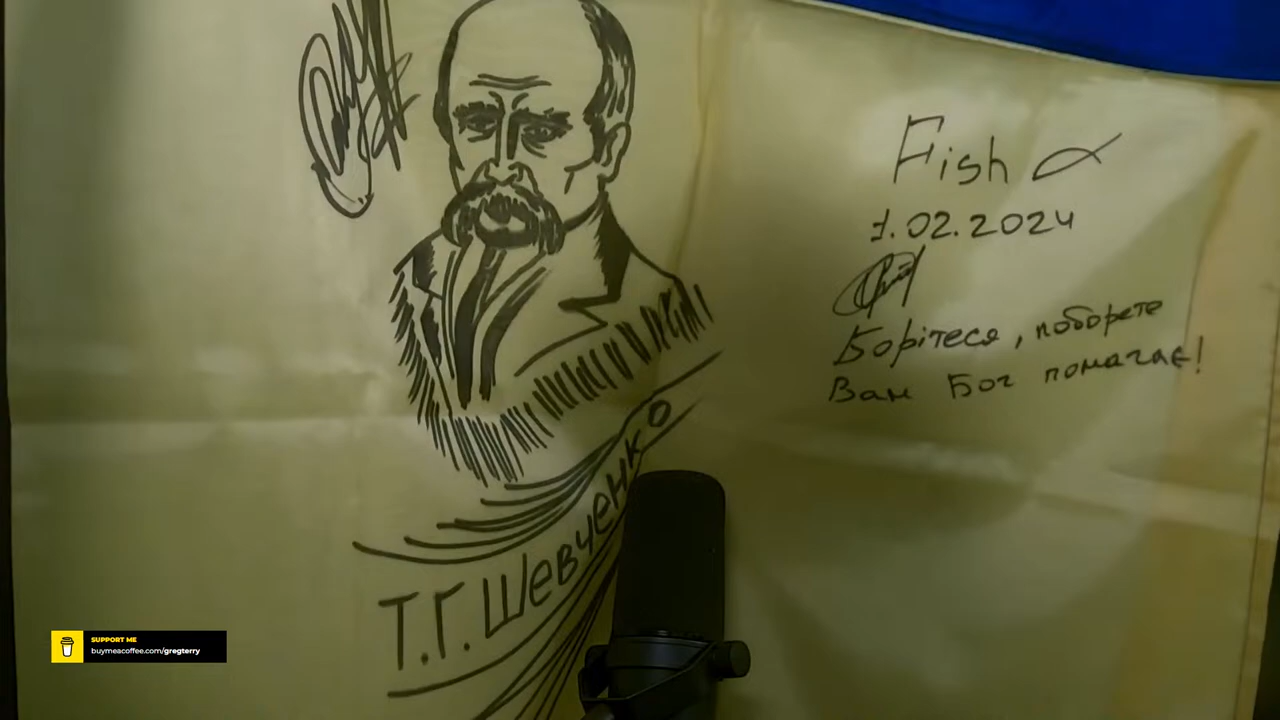 Fish
1.02.2024
Борітеся, поборете
Вам Бог помагає!
Т.Г. Шевченко
SUPPORT ME
buymeacoffee.com/gregterry